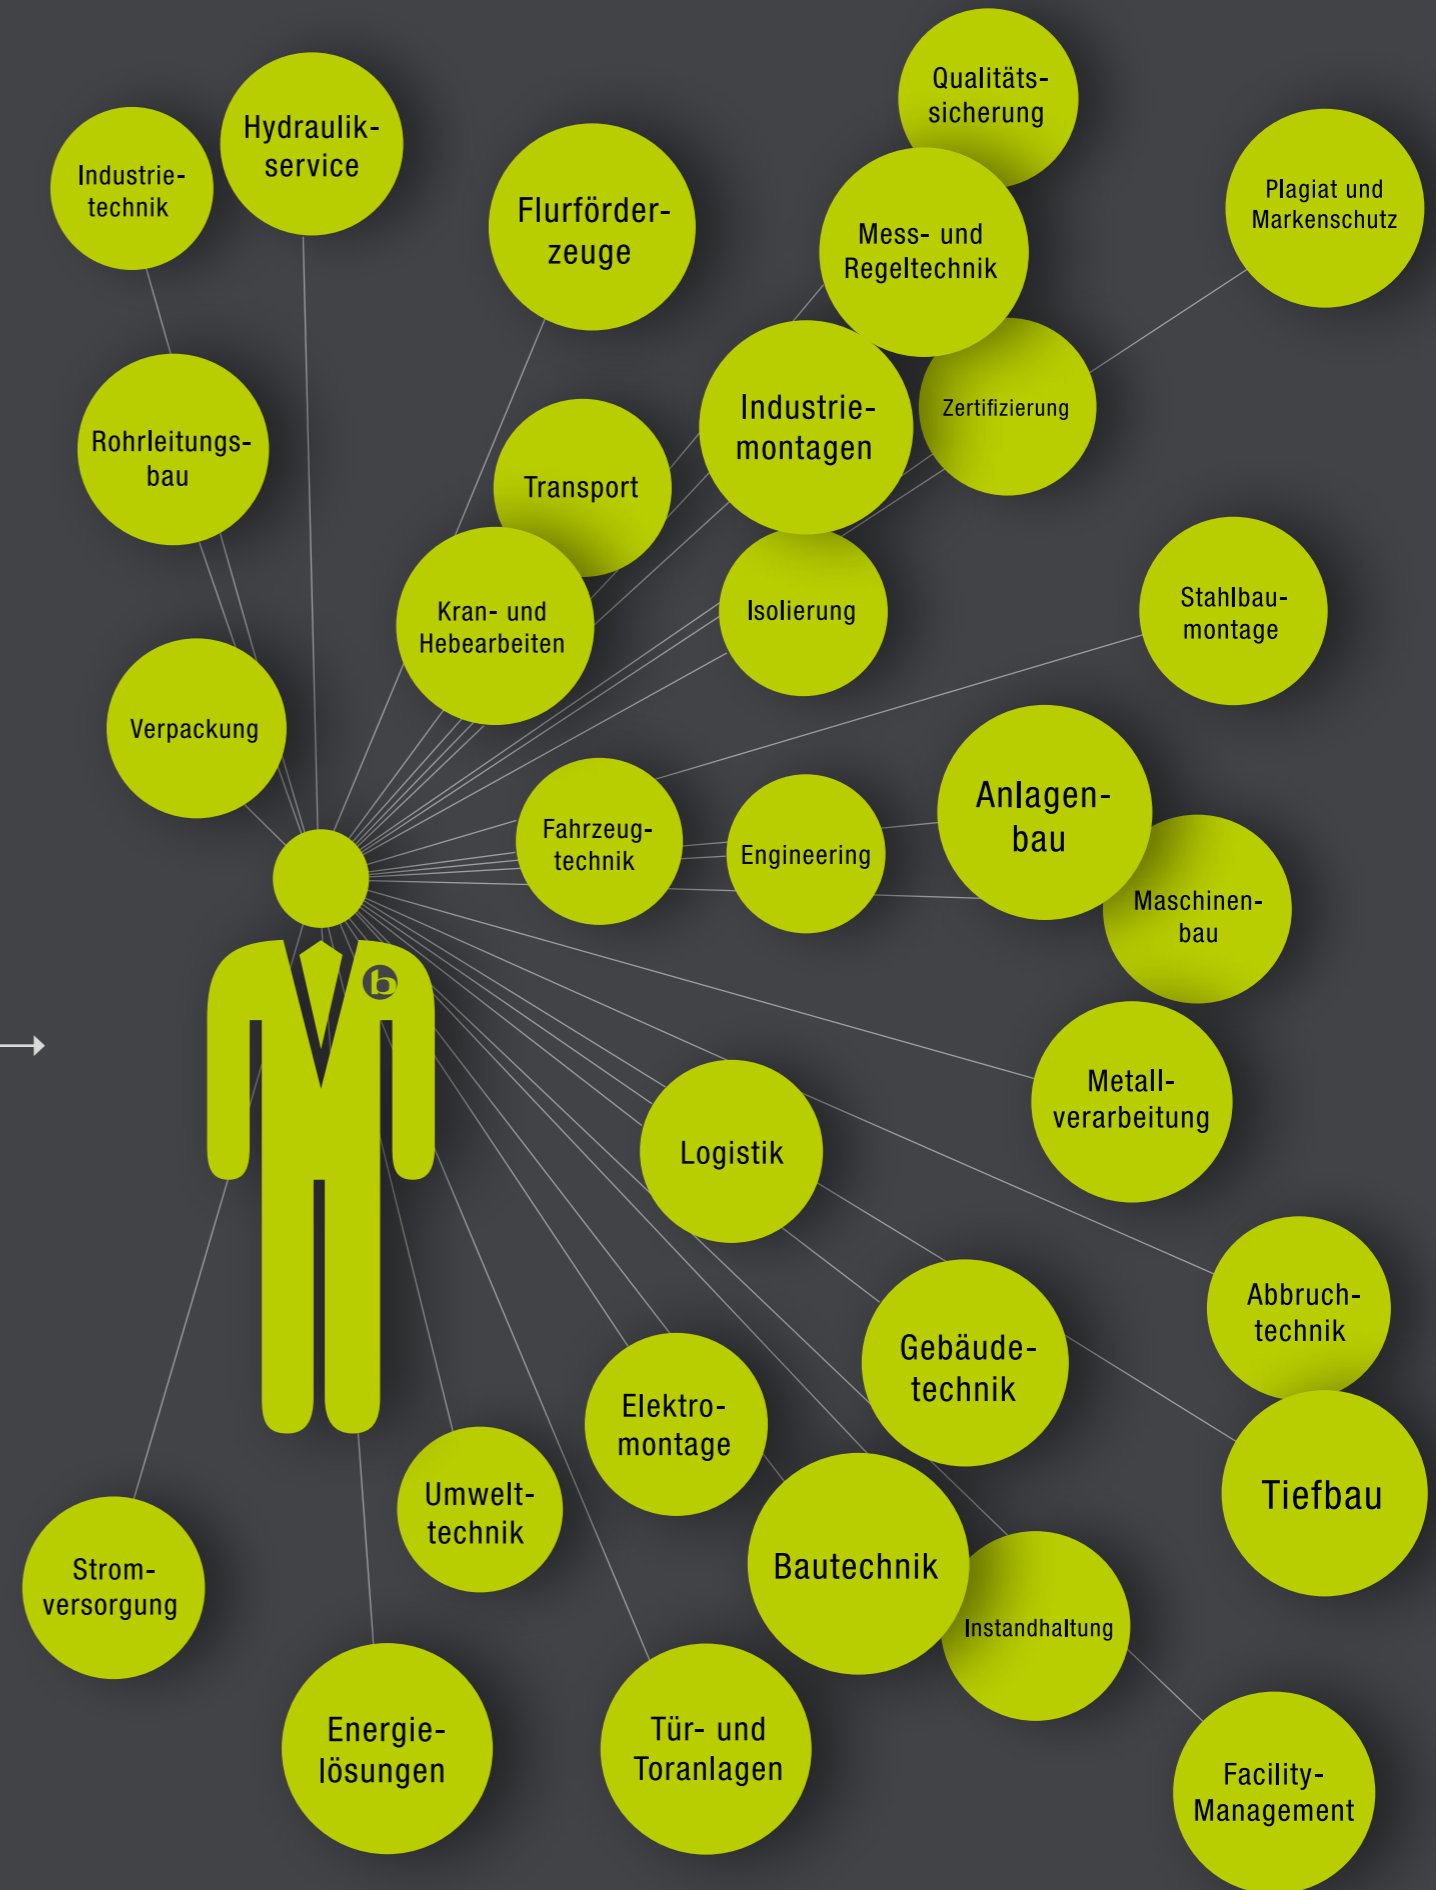 Qualitäts-
sicherung
Hydraulik-
service
Industrie-
technik
Flurförder-
zeuge
Plagiat und
Markenschutz
Mess- und
Regeltechnik
Industrie-
montagen
Zertifizierung
Rohrleitungs-
bau
Transport
Kran- und
Hebearbeiten
Isolierung
Stahlbau-
montage
Verpackung
Anlagen-
bau
Fahrzeug-
technik
Engineering
Maschinen-
bau
b
Metall-
verarbeitung
Logistik
Abbruch-
technik
Gebäude-
technik
Elektro-
montage
Tiefbau
Umwelt-
technik
Bautechnik
Strom-
versorgung
Instandhaltung
Energie-
lösungen
Tür- und
Toranlagen
Facility-
Management